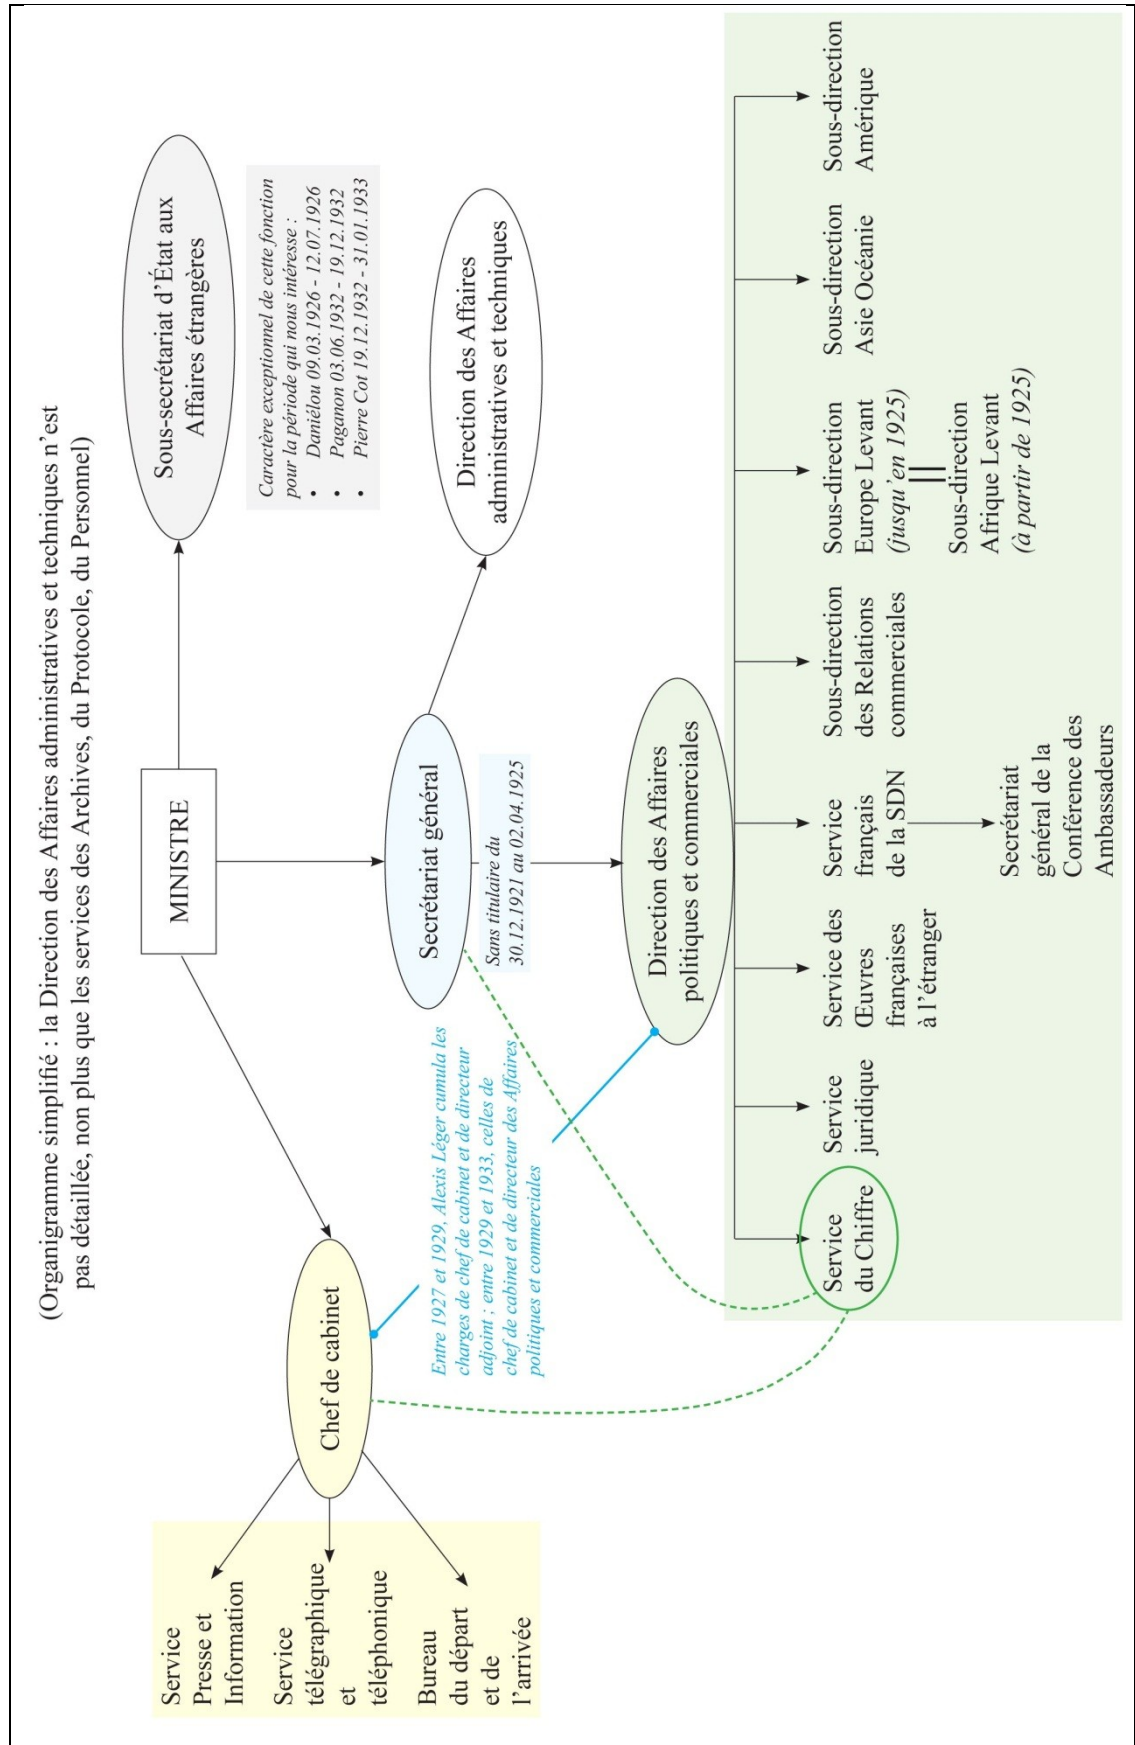 (Organigramme simplifié : la Direction des Affaires administratives et techniques n'est
pas détaillée, non plus que les services des Archives, du Protocole, du Personnel)
MINISTRE
Sous-secrétariat d'État aux
Affaires étrangères
Caractère exceptionnel de cette fonction
pour la période qui nous intéresse :
• Daniélou 09.03.1926 - 12.07.1926
• Paganon 03.06.1932 - 19.12.1932
• Pierre Cot 19.12.1932 - 31.01.1933
Chef de cabinet
Service
Presse et
Information
Service
télégraphique
et
téléphonique
Bureau
du départ
et de
l'arrivée
Secrétariat général
Sans titulaire du
30.12.1921 au 02.04.1925
Direction des Affaires
administratives et techniques
Entre 1927 et 1929, Alexis Léger cumula les
charges de chef de cabinet et de directeur
adjoint ; entre 1929 et 1933, celles de
chef de cabinet et de directeur des Affaires
politiques et commerciales
Direction des Affaires
politiques et commerciales
Service
du Chiffre
Service
juridique
Service des
Œuvres
françaises
à l'étranger
Service
français
de la SDN
Secrétariat
général de la
Conférence des
Ambassadeurs
Sous-direction
des Relations
commerciales
Sous-direction
Europe Levant
(jusqu'en 1925)
Sous-direction
Afrique Levant
(à partir de 1925)
Sous-direction
Asie Océanie
Sous-direction
Amérique